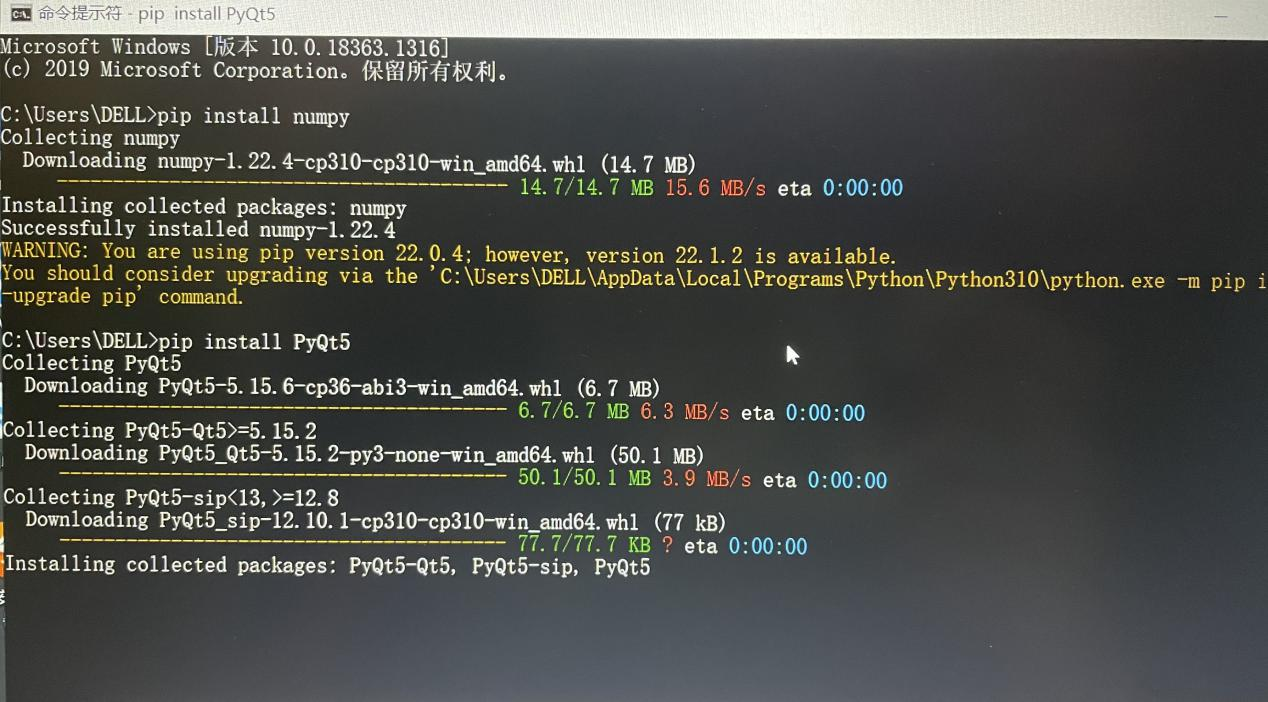 命令提示符 - pip install PyQt5
Microsoft Windows [版本 10.0.18363.1316]
(c) 2019 Microsoft Corporation。保留所有权利。
C:\Users\DELL>pip install numpy
Collecting numpy
Downloading numpy-1.22.4-cp310-cp310-win_amd64.whl (14.7 MB)
---------------------------------------- 14.7/14.7 MB 15.6 MB/s eta 0:00:00
Installing collected packages: numpy
Successfully installed numpy-1.22.4
WARNING: You are using pip version 22.0.4; however, version 22.1.2 is available.
You should consider upgrading via the 'C:\Users\DELL\AppData\Local\Programs\Python\Python310\python.exe -m pip i
-upgrade pip' command.
C:\Users\DELL>pip install PyQt5
Collecting PyQt5
Downloading PyQt5-5.15.6-cp36-abi3-win_amd64.whl (6.7 MB)
---------------------------------------- 6.7/6.7 MB 6.3 MB/s eta 0:00:00
Collecting PyQt5-Qt5>=5.15.2
Downloading PyQt5_Qt5-5.15.2-py3-none-win_amd64.whl (50.1 MB)
---------------------------------------- 50.1/50.1 MB 3.9 MB/s eta 0:00:00
Collecting PyQt5-sip<13,>=12.8
Downloading PyQt5_sip-12.10.1-cp310-cp310-win_amd64.whl (77 kB)
---------------------------------------- 77.7/77.7 KB ? eta 0:00:00
Installing collected packages: PyQt5-Qt5, PyQt5-sip, PyQt5